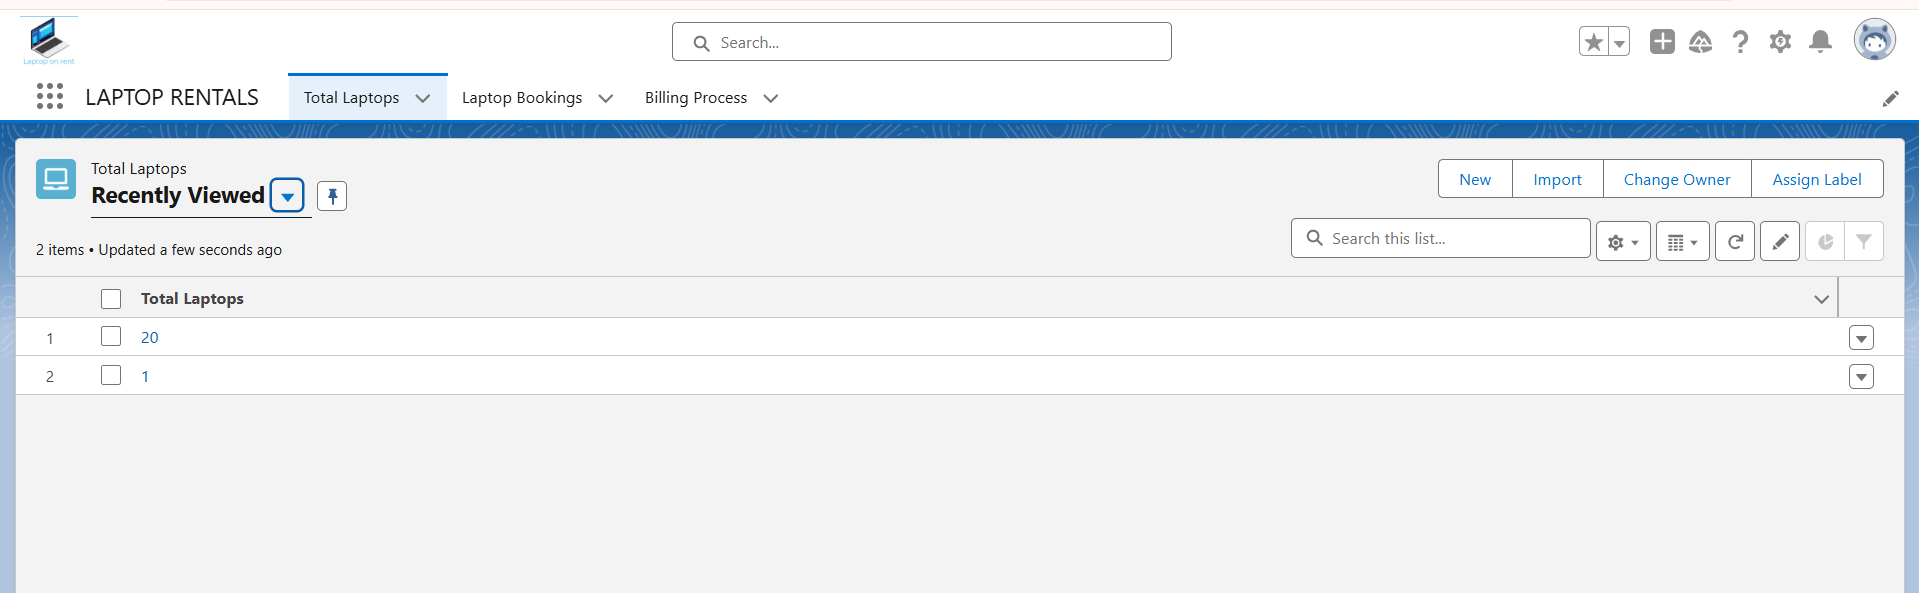 Laptop on rent
Search...
LAPTOP RENTALS
Total Laptops
Laptop Bookings
Billing Process
Total Laptops
Recently Viewed
New
Import
Change Owner
Assign Label
2 items • Updated a few seconds ago
Search this list...
Total Laptops
1
20
2
1